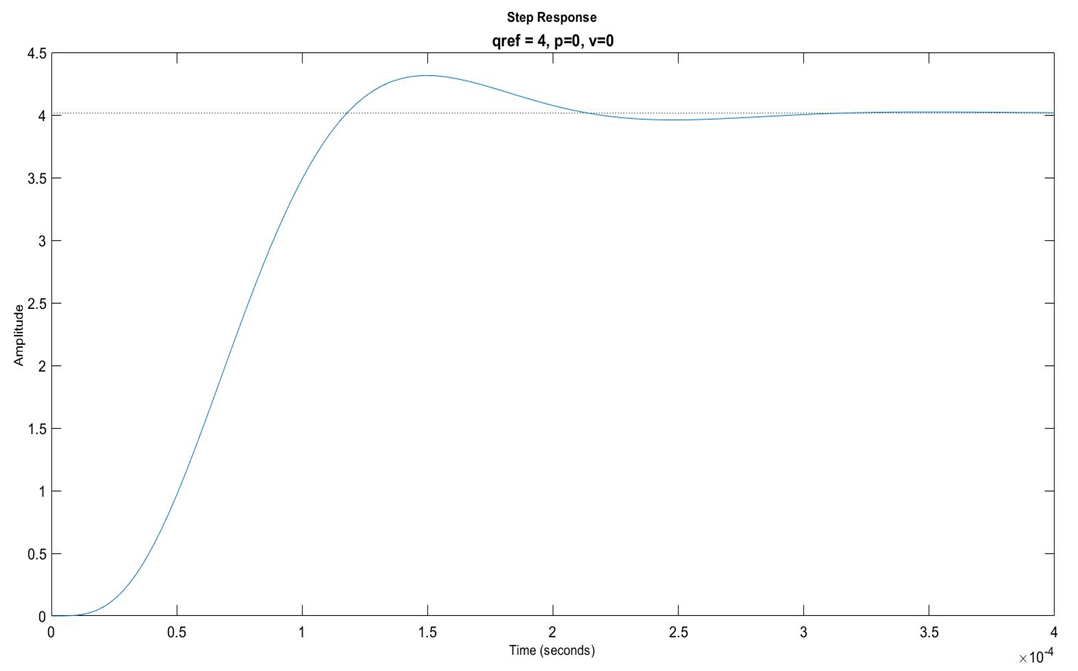 Step Response
qref = 4, p=0, v=0
4.5
4
3.5
3
2.5
2
1.5
1
0.5
0
Amplitude
0 0.5 1 1.5 2 2.5 3 3.5 4
Time (seconds)
×10-4